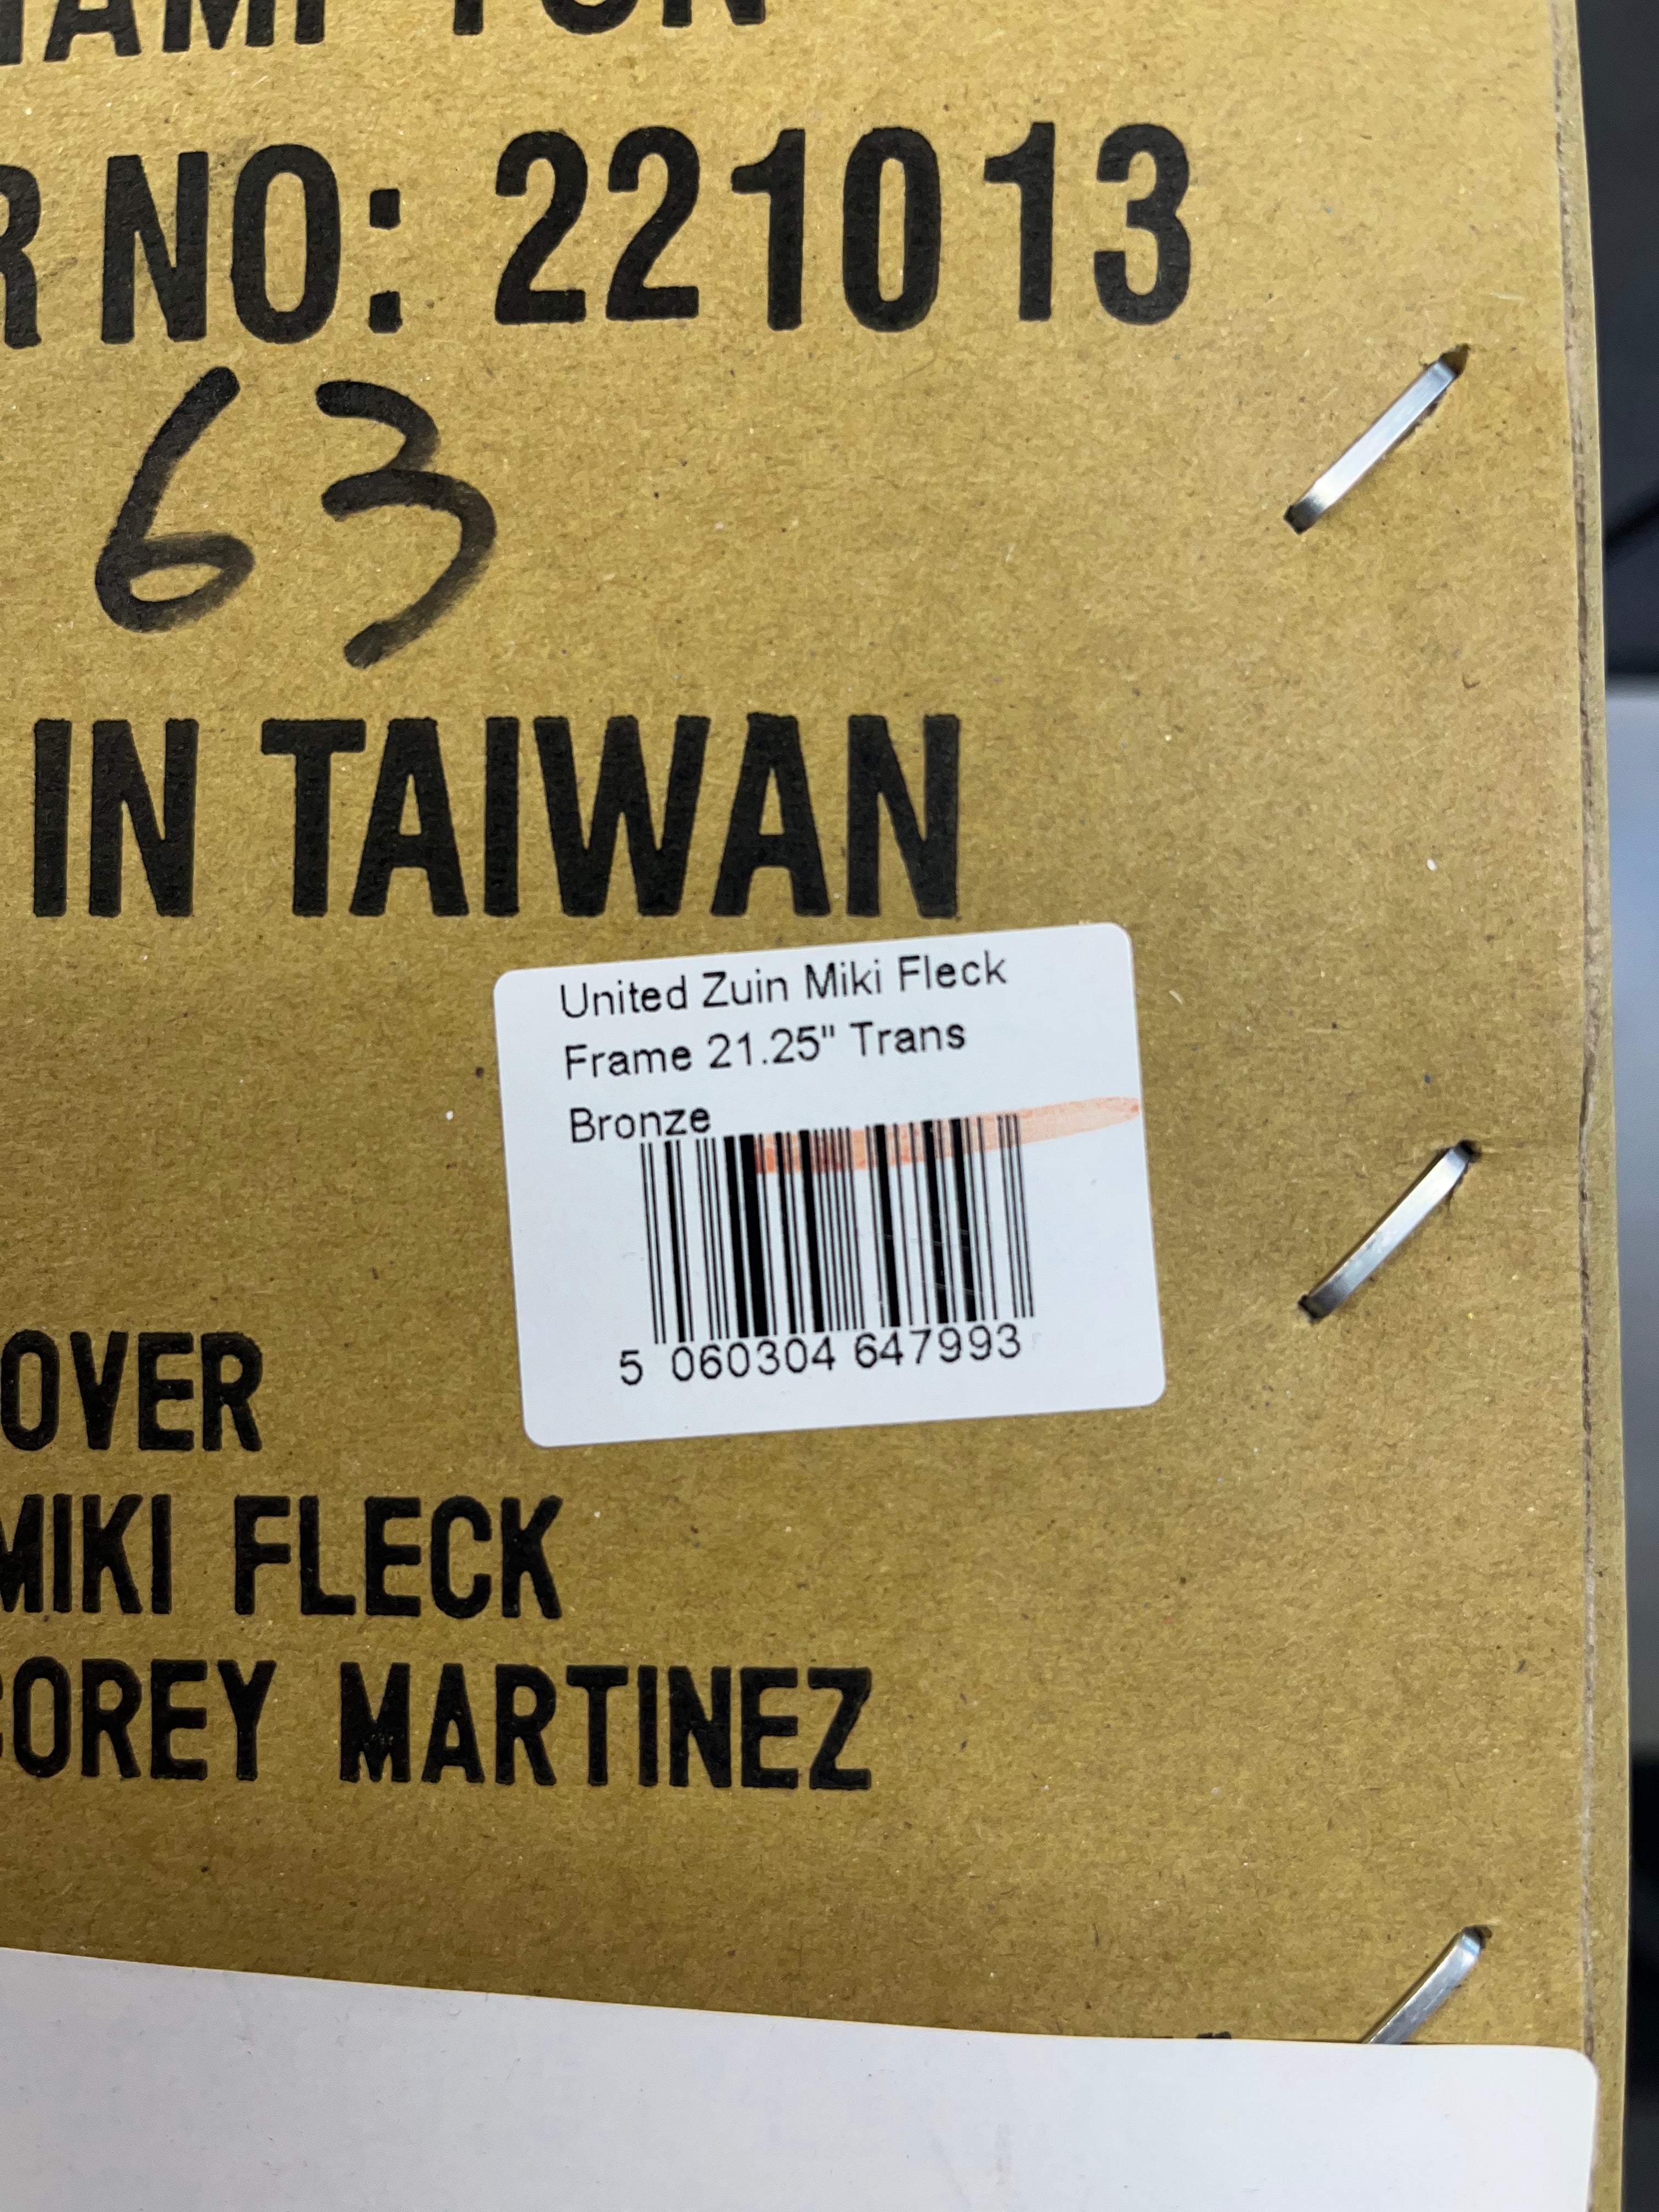 R NO: 221013
63
IN TAIWAN
United Zuin Miki Fleck
Frame 21.25" Trans
Bronze
5 060304 647993
OVER
MIKI FLECK
COREY MARTINEZ